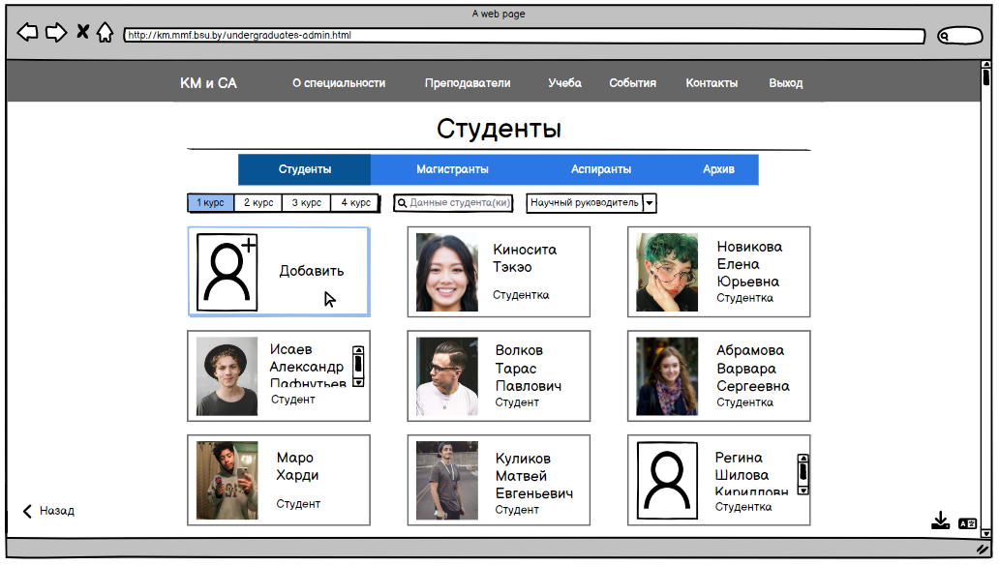 A web page
http://km.mmf.bsu.by/undergraduates-admin.html
КМ и СА О специальности Преподаватели Учеба События Контакты Выход
Студенты
Студенты Магистранты Аспиранты Архив
1 курс 2 курс 3 курс 4 курс Данные студента(ки) Научный руководитель
Добавить
Киносита
Тэкэо
Студентка
Новикова
Елена
Юрьевна
Студентка
Исаев
Александр
Пафнутьев
Студент
Волков
Тарас
Павлович
Студент
Абрамова
Варвара
Сергеевна
Студентка
Маро
Харди
Студент
Куликов
Матвей
Евгеньевич
Студент
Регина
Шилова
Кирилловн
Студентка
Назад